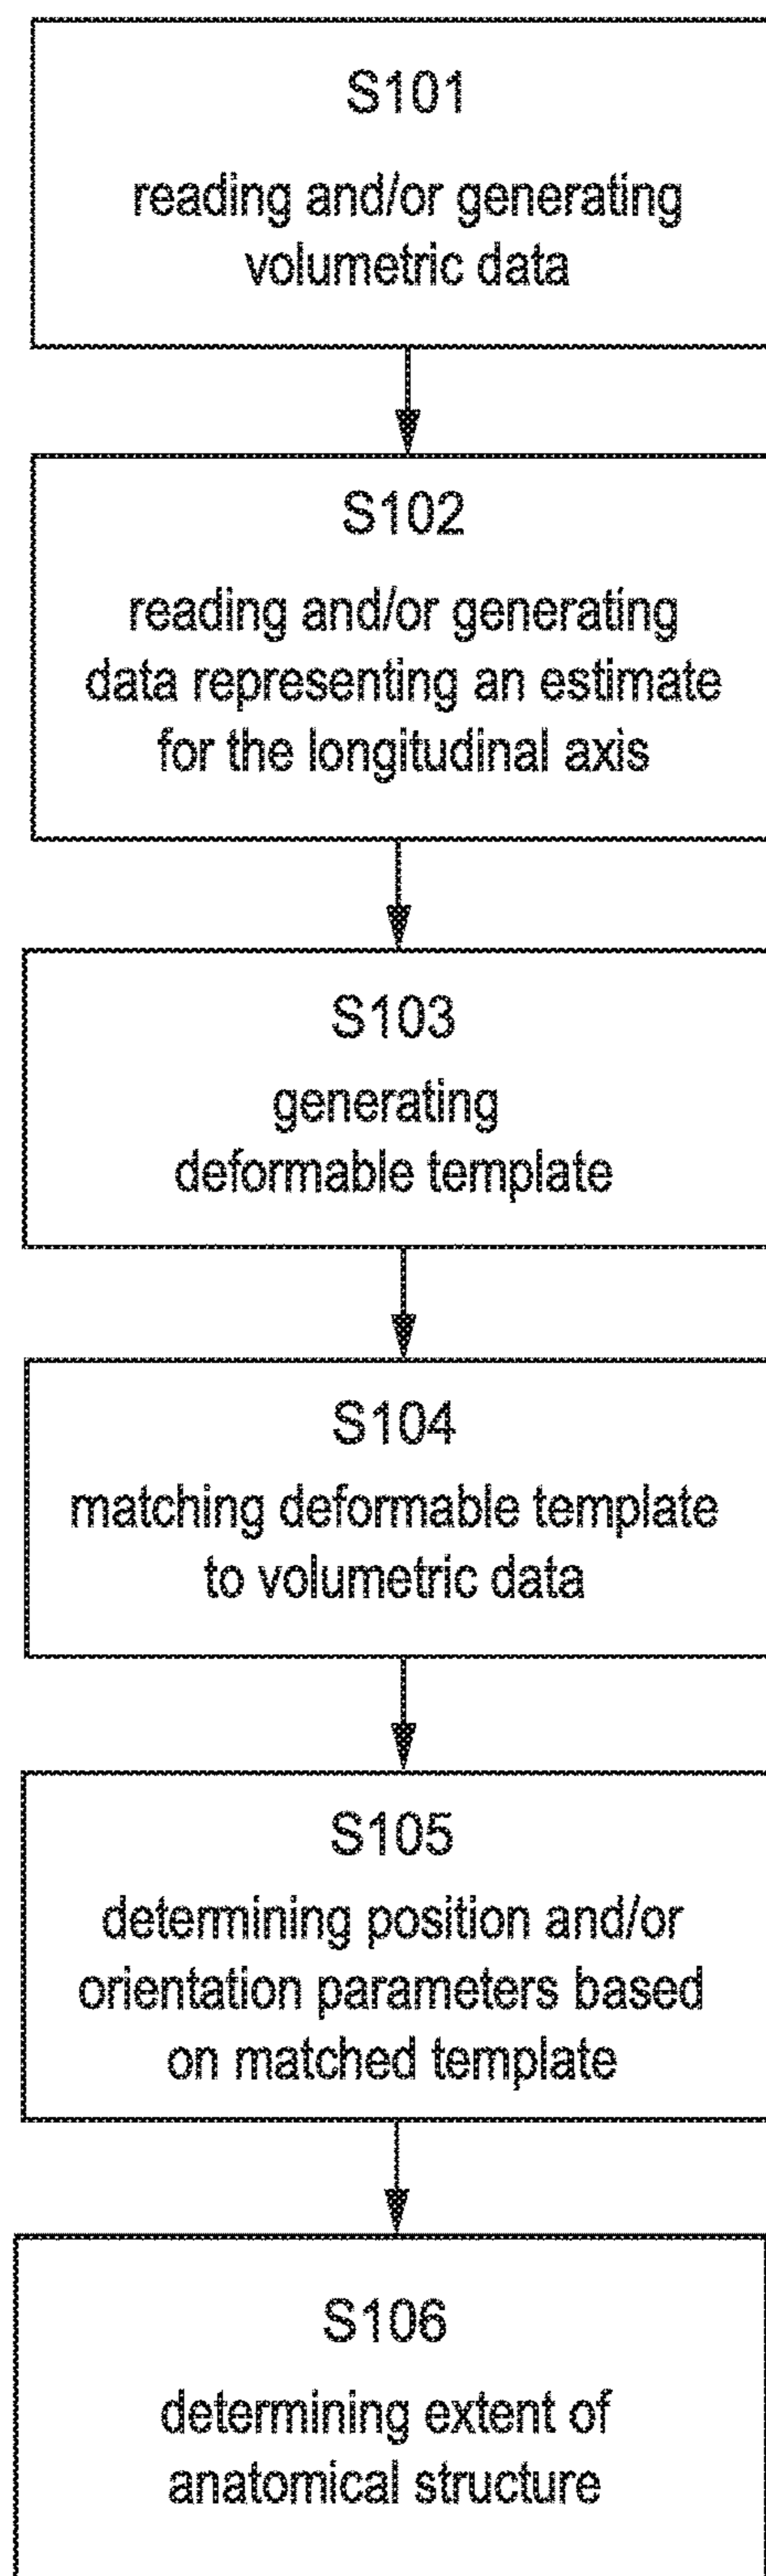 S101
reading and/or generating
volumetric data
S102
reading and/or generating
data representing an estimate
for the longitudinal axis
S103
generating
deformable template
S104
matching deformable template
to volumetric data
S105
determining position and/or
orientation parameters based
on matched template
S106
determining extent of
anatomical structure